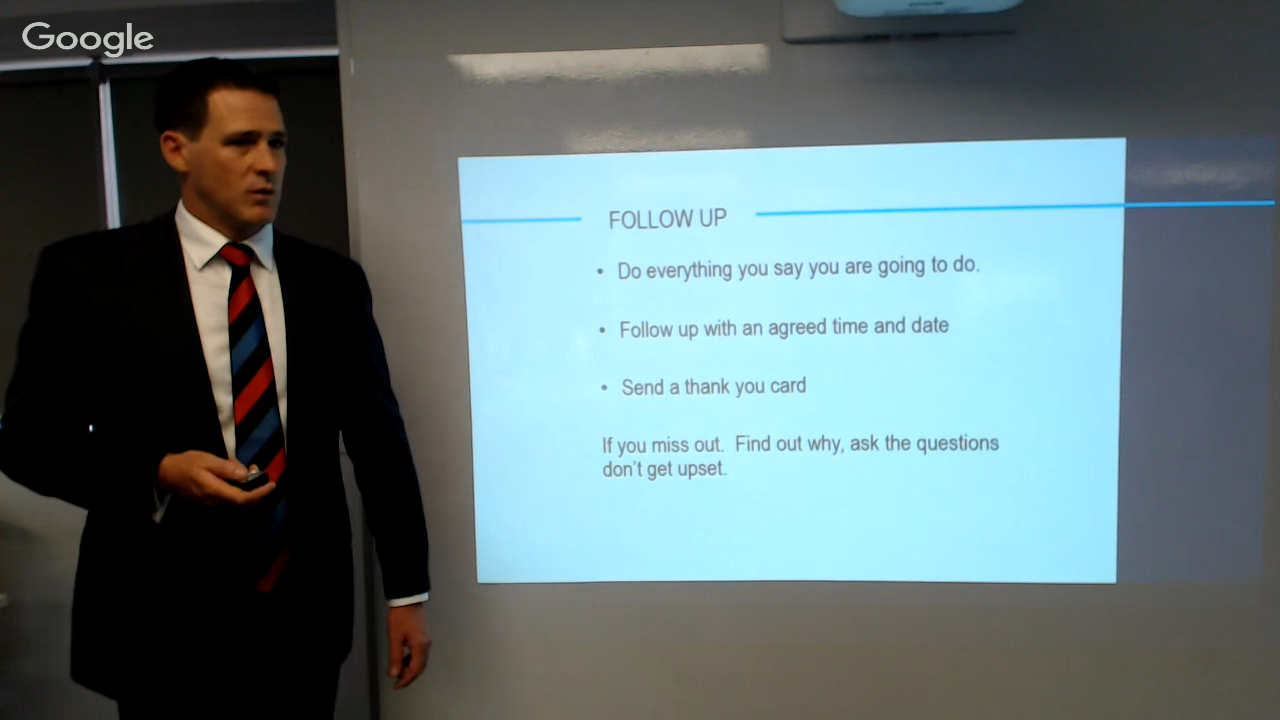 Google
FOLLOW UP
• Do everything you say you are going to do.
• Follow up with an agreed time and date
• Send a thank you card
If you miss out.  Find out why, ask the questions
don't get upset.